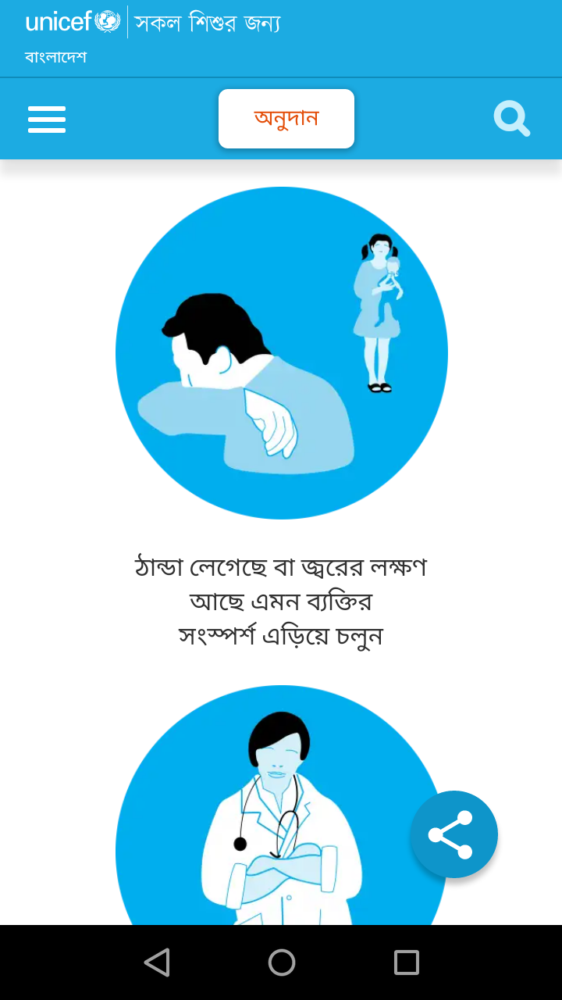 unicef সকল শিশুর জন্য
বাংলাদেশ
অনুদান
ঠান্ডা লেগেছে বা জ্বরের লক্ষণ
আছে এমন ব্যক্তির
সংস্পর্শ এড়িয়ে চলুন